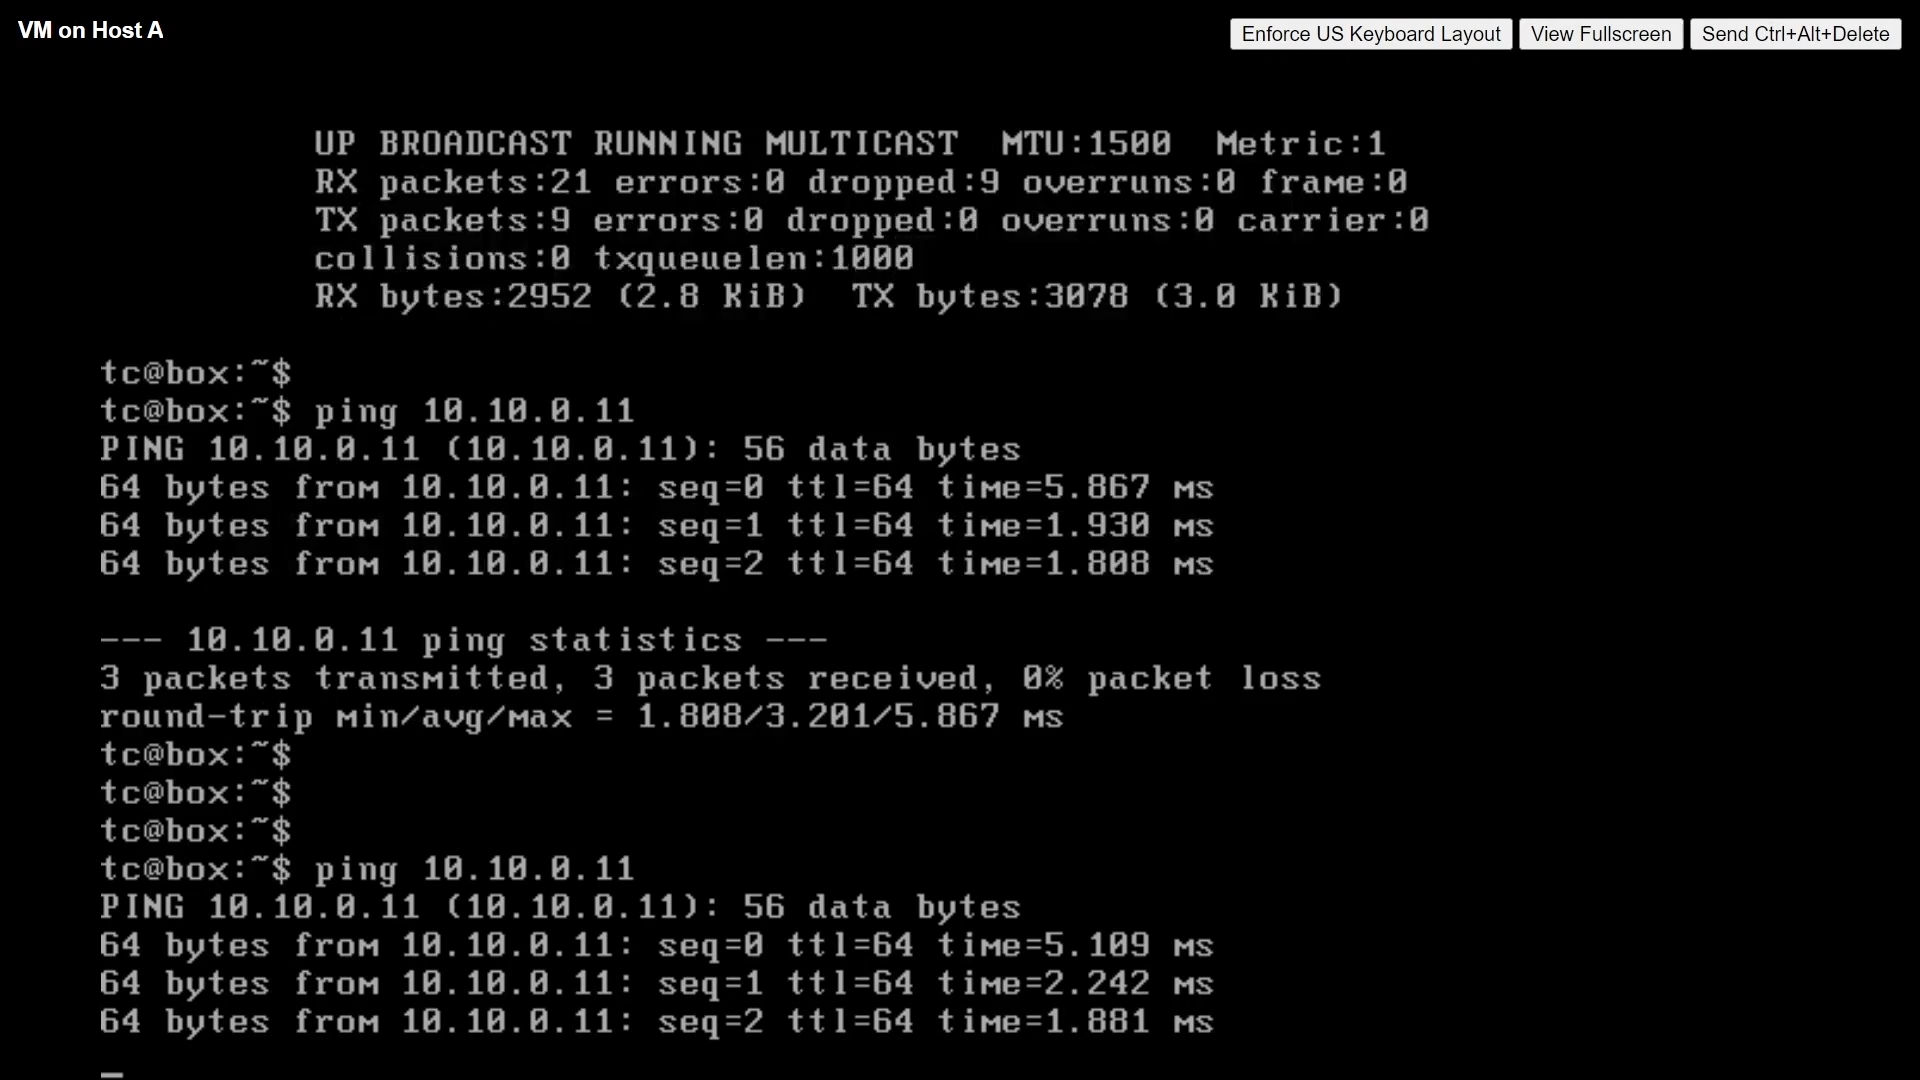 VM on Host A
Enforce US Keyboard Layout View Fullscreen Send Ctrl+Alt+Delete
UP BROADCAST RUNNING MULTICAST  MTU:1500  Metric:1
RX packets:21 errors:0 dropped:9 overruns:0 frame:0
TX packets:9 errors:0 dropped:0 overruns:0 carrier:0
collisions:0 txqueuelen:1000
RX bytes:2952 (2.8 KiB)  TX bytes:3078 (3.0 KiB)
tc@box:~$
tc@box:~$ ping 10.10.0.11
PING 10.10.0.11 (10.10.0.11): 56 data bytes
64 bytes from 10.10.0.11: seq=0 ttl=64 time=5.867 ms
64 bytes from 10.10.0.11: seq=1 ttl=64 time=1.930 ms
64 bytes from 10.10.0.11: seq=2 ttl=64 time=1.808 ms
--- 10.10.0.11 ping statistics ---
3 packets transmitted, 3 packets received, 0% packet loss
round-trip min/avg/max = 1.808/3.201/5.867 ms
tc@box:~$
tc@box:~$
tc@box:~$
tc@box:~$ ping 10.10.0.11
PING 10.10.0.11 (10.10.0.11): 56 data bytes
64 bytes from 10.10.0.11: seq=0 ttl=64 time=5.109 ms
64 bytes from 10.10.0.11: seq=1 ttl=64 time=2.242 ms
64 bytes from 10.10.0.11: seq=2 ttl=64 time=1.881 ms